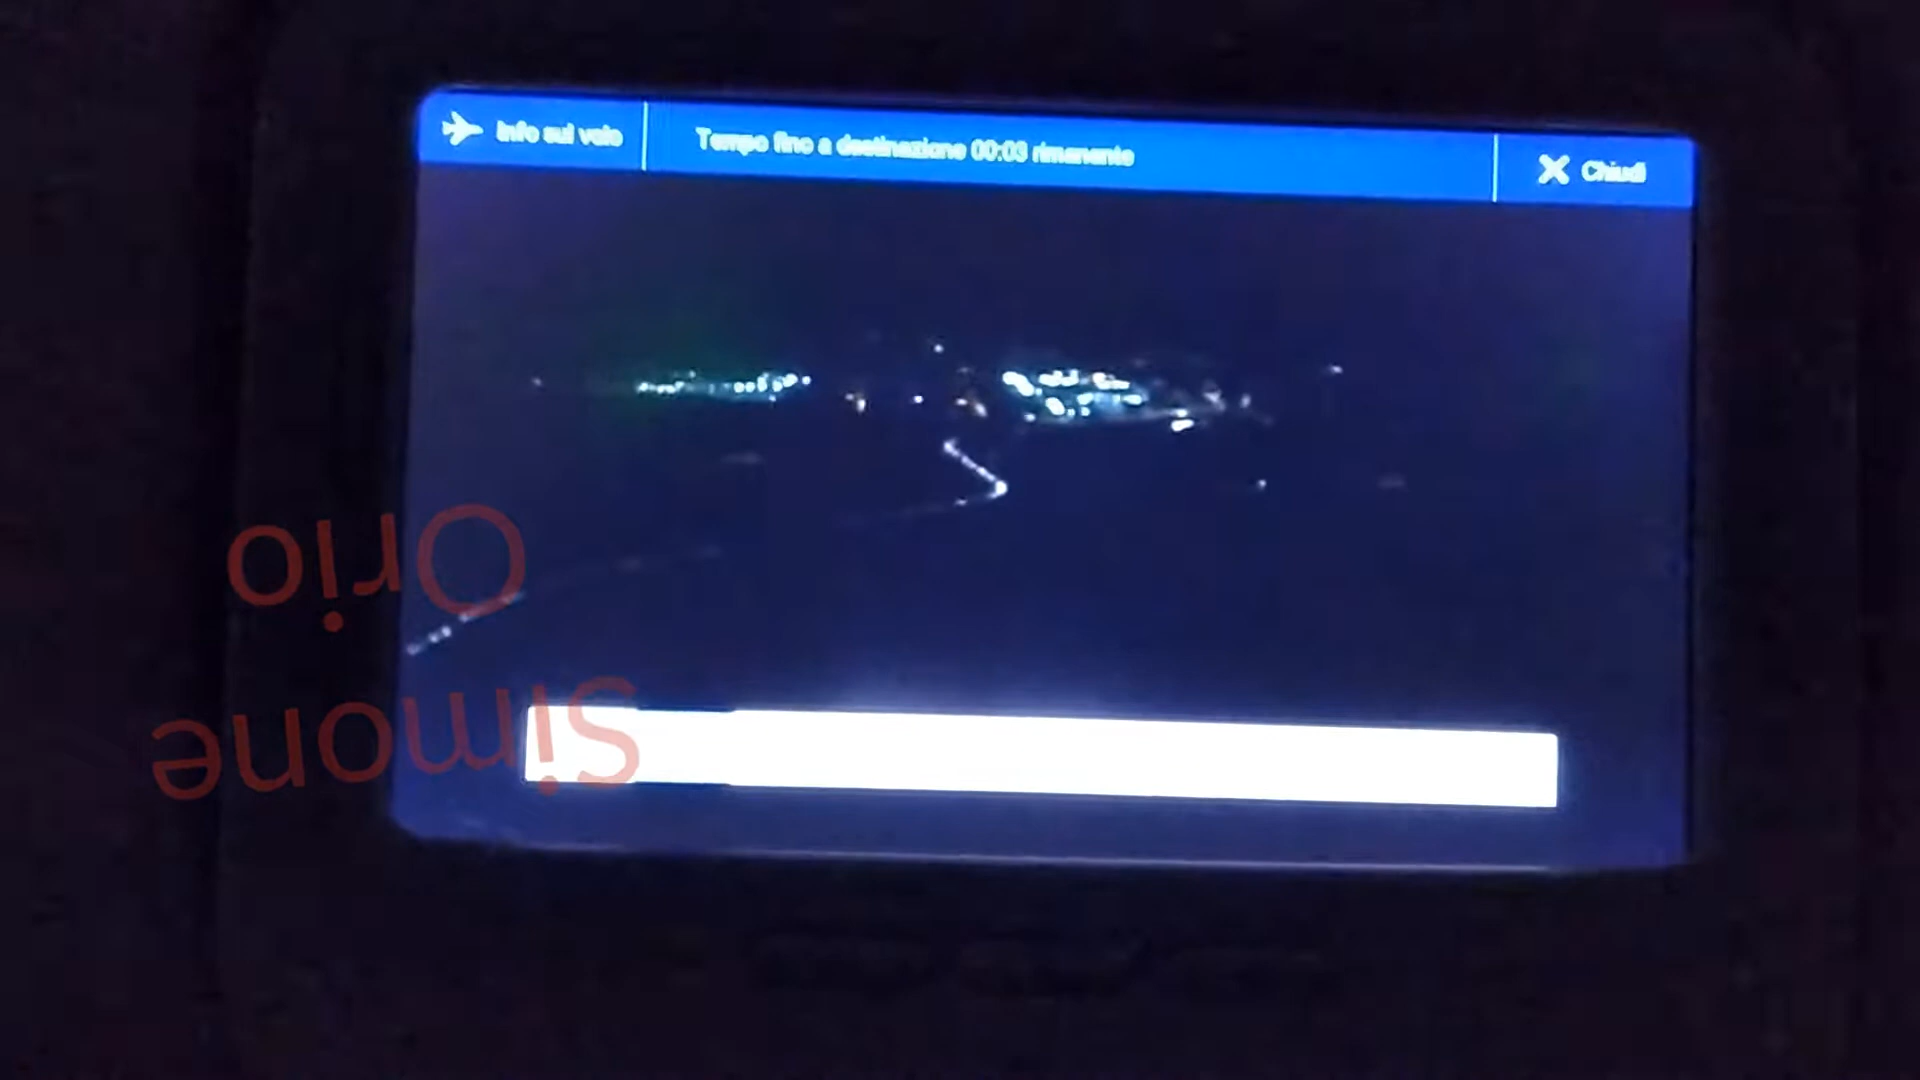 Info sul volo
Tempo fino a destinazione 00:03 rimanente
Chiudi
Simone
Orio